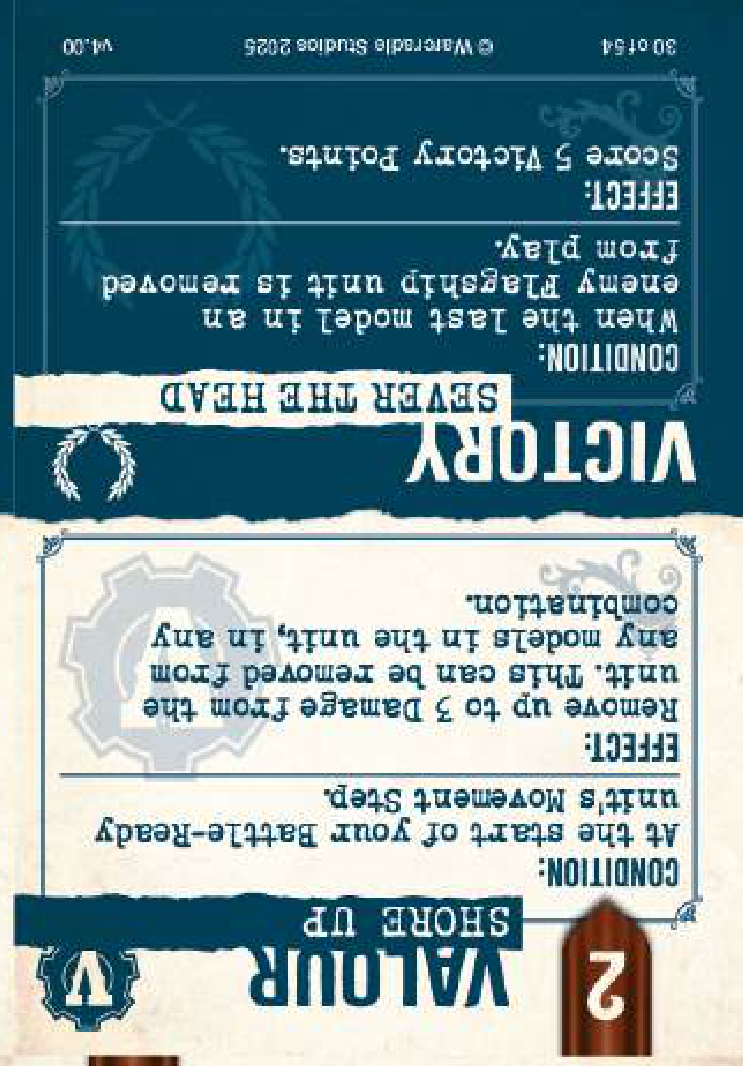 2
VALOUR
V
SHORE UP
CONDITION:
At the start of your Battle-Ready
unit's Movement Step.
EFFECT:
Remove up to 3 Damage from the
unit. This can be removed from
any models in the unit, in any
combination.
VICTORY
SEVER THE HEAD
CONDITION:
When the last model in an
enemy Flagship unit is removed
from play.
EFFECT:
Score 5 Victory Points.
30 of 54
© Warcradle Studios 2025
v4.00